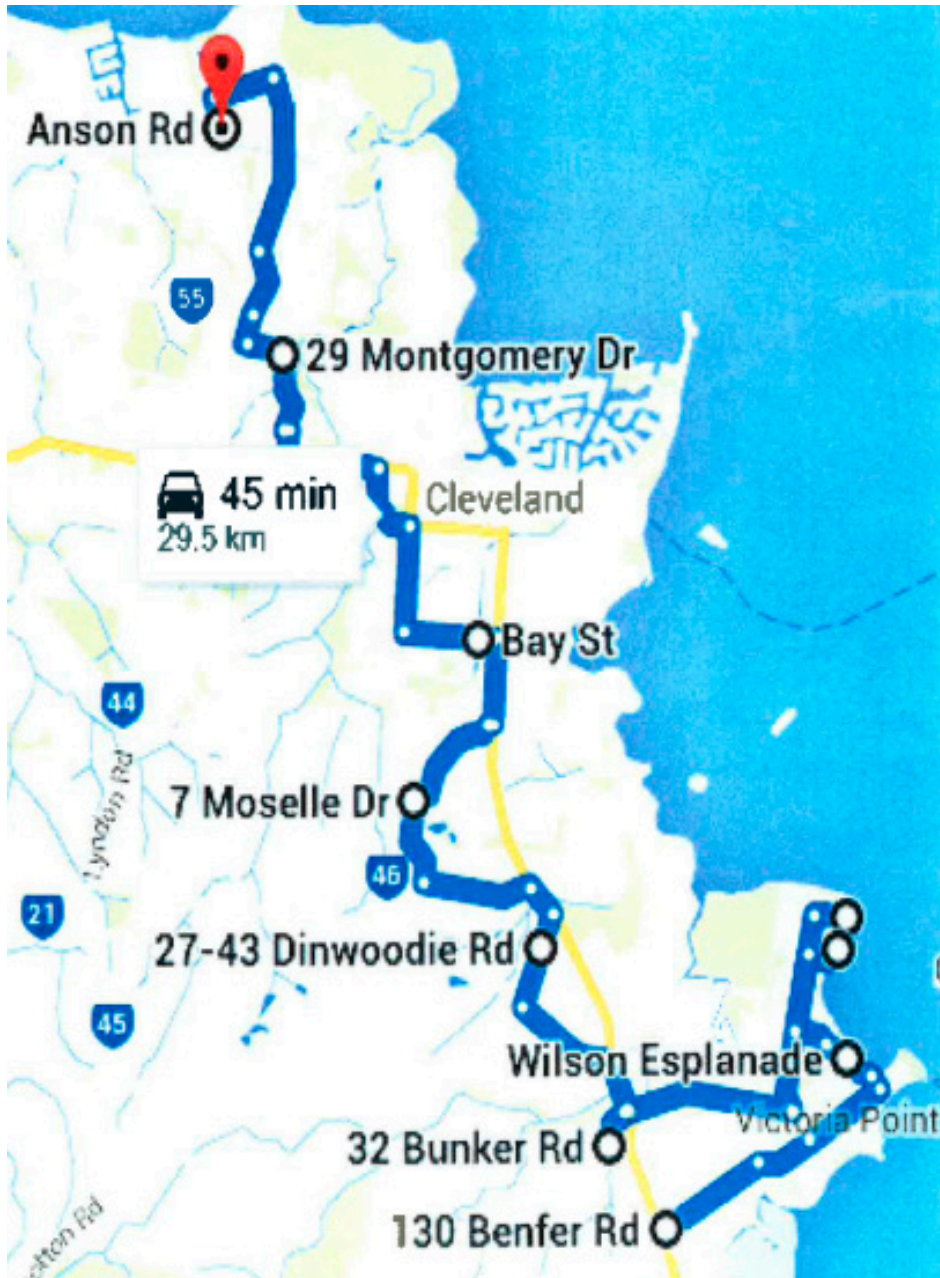 Anson Rd
55
29 Montgomery Dr
45 min
29.5 km
Cleveland
Bay St
44
Lyndon Rd
7 Moselle Dr
46
21
27-43 Dinwoodie Rd
45
Wilson Esplanade
Victoria Point
32 Bunker Rd
130 Benfer Rd
Rd